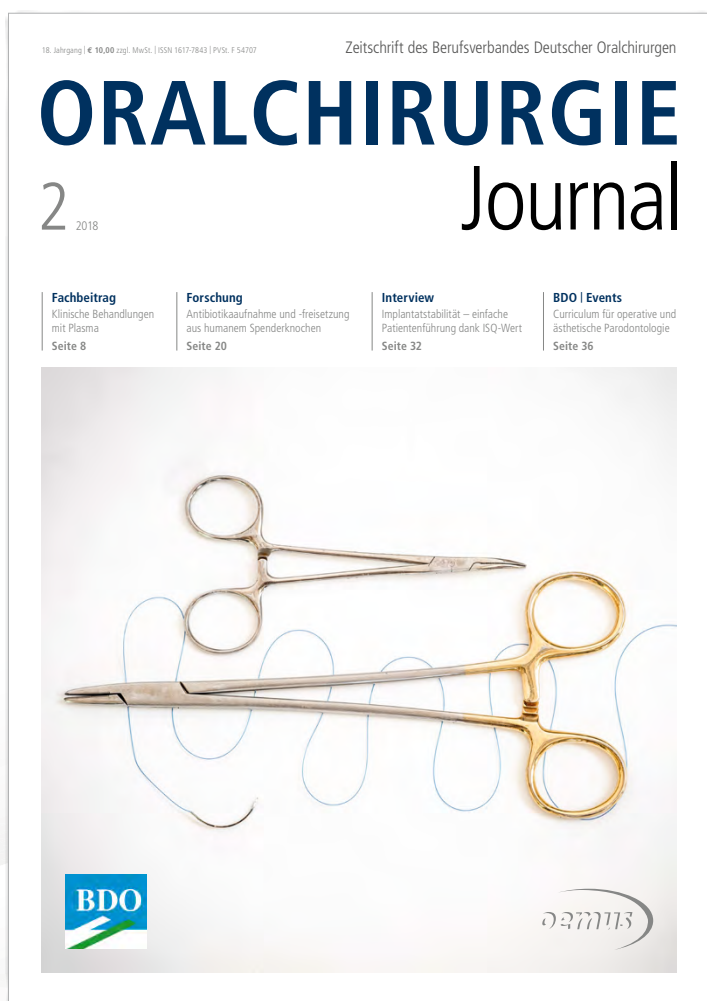 18. Jahrgang | € 10,00 zzgl. MwSt. | ISSN 1617-7843 | PVSt. F 54707
Zeitschrift des Berufsverbandes Deutscher Oralchirurgen
ORALCHIRURGIE
Journal
2 2018
Fachbeitrag
Klinische Behandlungen
mit Plasma
Seite 8
Forschung
Antibiotikaaufnahme und -freisetzung
aus humanem Spenderknochen
Seite 20
Interview
Implantatstabilität – einfache
Patientenführung dank ISQ-Wert
Seite 32
BDO | Events
Curriculum für operative und
ästhetische Parodontologie
Seite 36
BDO
oemus